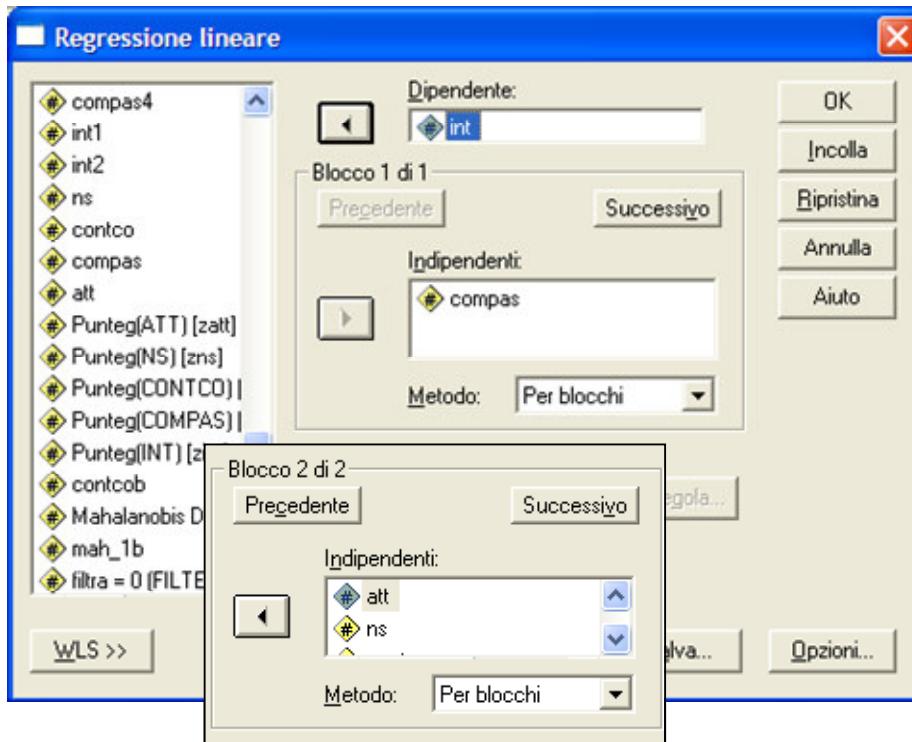 Regressione lineare
compas4
int1
int2
ns
contco
compas
att
Punteg(ATT) [zatt]
Punteg(NS) [zns]
Punteg(CONTCO) [
Punteg(COMPAS) [
Punteg(INT) [z
contcob
Mahalanobis D
mah_1b
filtra = 0 (FILTE
WLS >>
Dipendente:
int
Blocco 1 di 1
Precedente
Successivo
Indipendenti:
compas
Metodo:
Per blocchi
OK
Incolla
Ripristina
Annulla
Aiuto
egola...
Blocco 2 di 2
Precedente
Successivo
Indipendenti:
att
ns
Metodo:
Per blocchi
lva...
Opzioni...